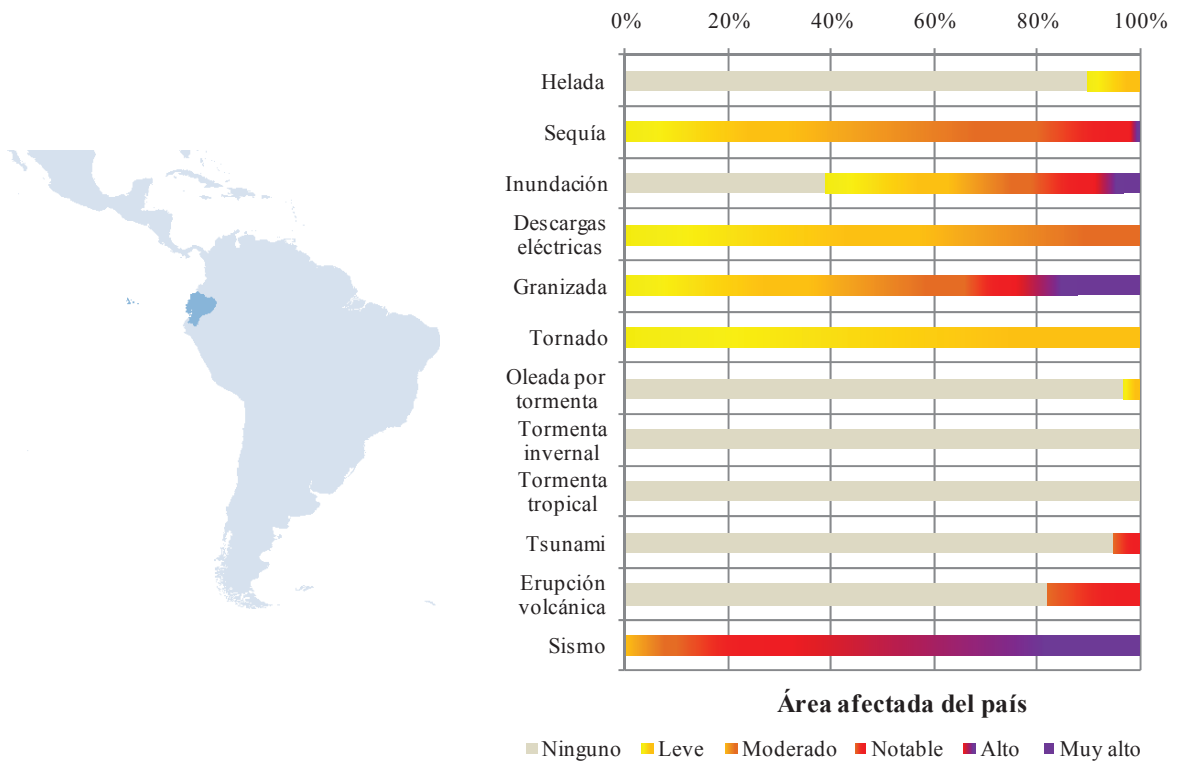 0% 20% 40% 60% 80% 100%
Helada
Sequía
Inundación
Descargas
eléctricas
Granizada
Tornado
Oleada por
tormenta
Tormenta
invernal
Tormenta
tropical
Tsunami
Erupción
volcánica
Sismo
Área afectada del país
Ninguno Leve Moderado Notable Alto Muy alto